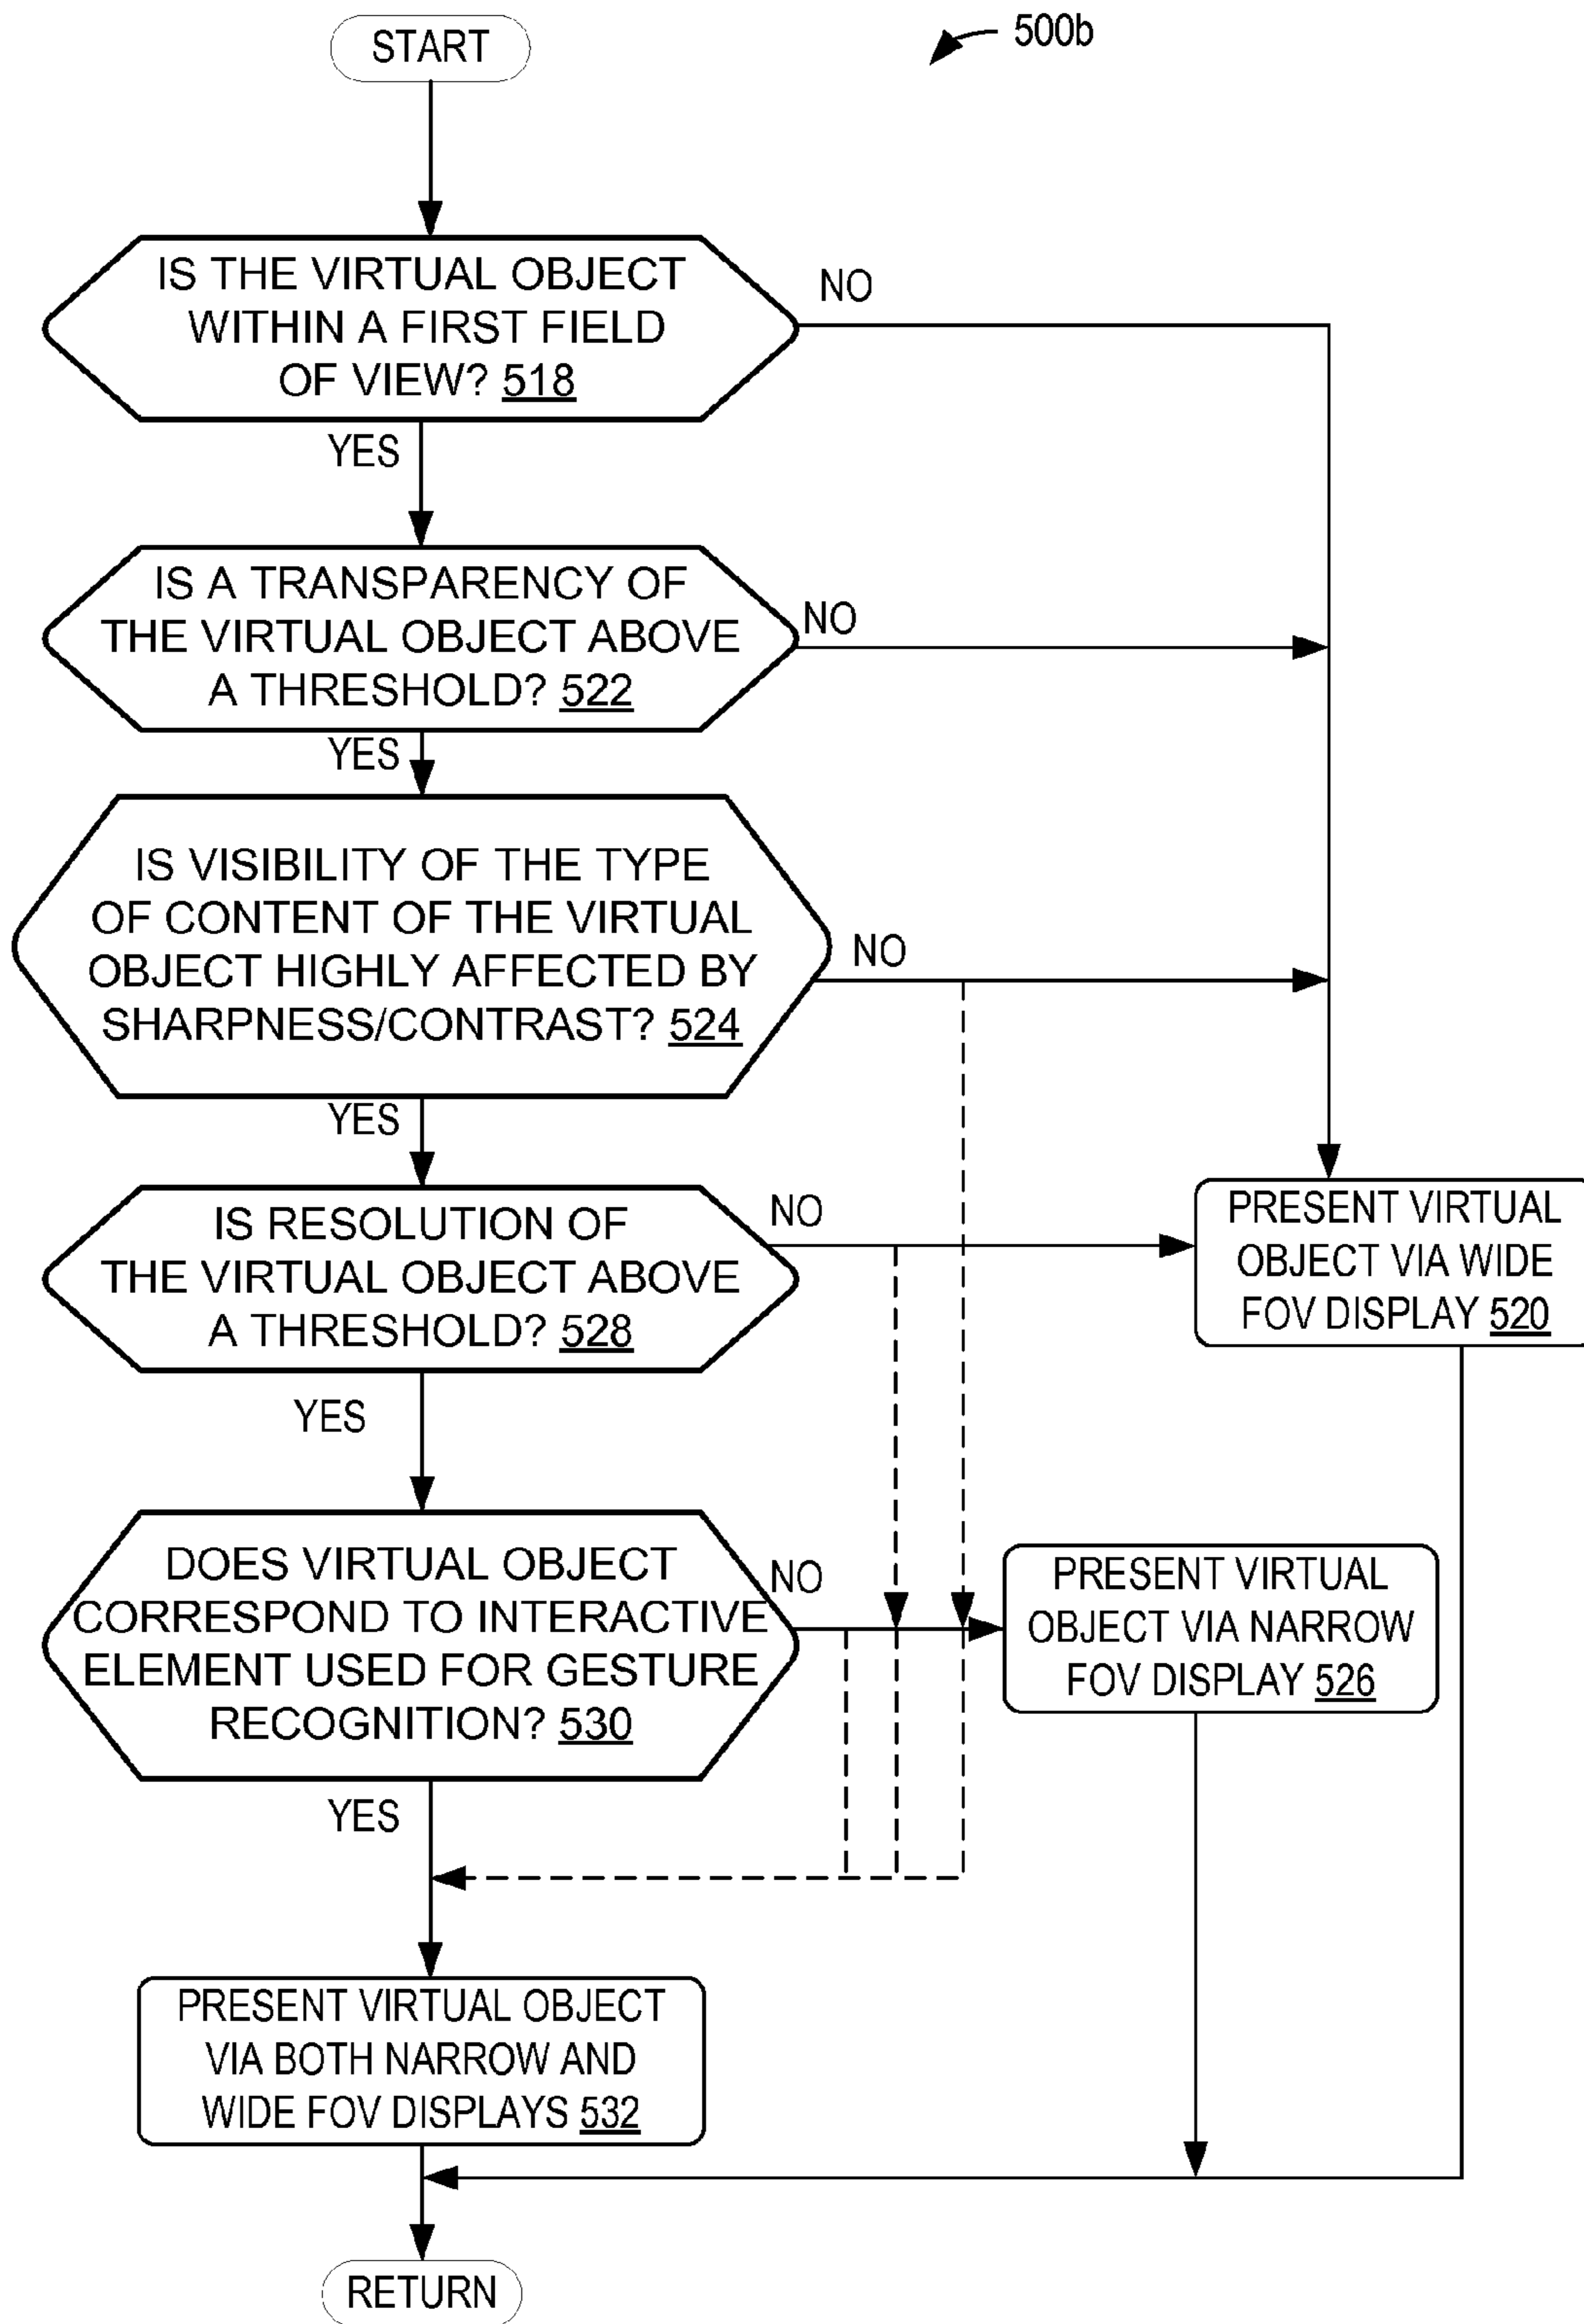 START
500b
IS THE VIRTUAL OBJECT
WITHIN A FIRST FIELD
OF VIEW? 518
NO
YES
IS A TRANSPARENCY OF
THE VIRTUAL OBJECT ABOVE
A THRESHOLD? 522
NO
YES
IS VISIBILITY OF THE TYPE
OF CONTENT OF THE VIRTUAL
OBJECT HIGHLY AFFECTED BY
SHARPNESS/CONTRAST? 524
NO
YES
IS RESOLUTION OF
THE VIRTUAL OBJECT ABOVE
A THRESHOLD? 528
NO
PRESENT VIRTUAL
OBJECT VIA WIDE
FOV DISPLAY 520
YES
DOES VIRTUAL OBJECT
CORRESPOND TO INTERACTIVE
ELEMENT USED FOR GESTURE
RECOGNITION? 530
NO
PRESENT VIRTUAL
OBJECT VIA NARROW
FOV DISPLAY 526
YES
PRESENT VIRTUAL OBJECT
VIA BOTH NARROW AND
WIDE FOV DISPLAYS 532
RETURN